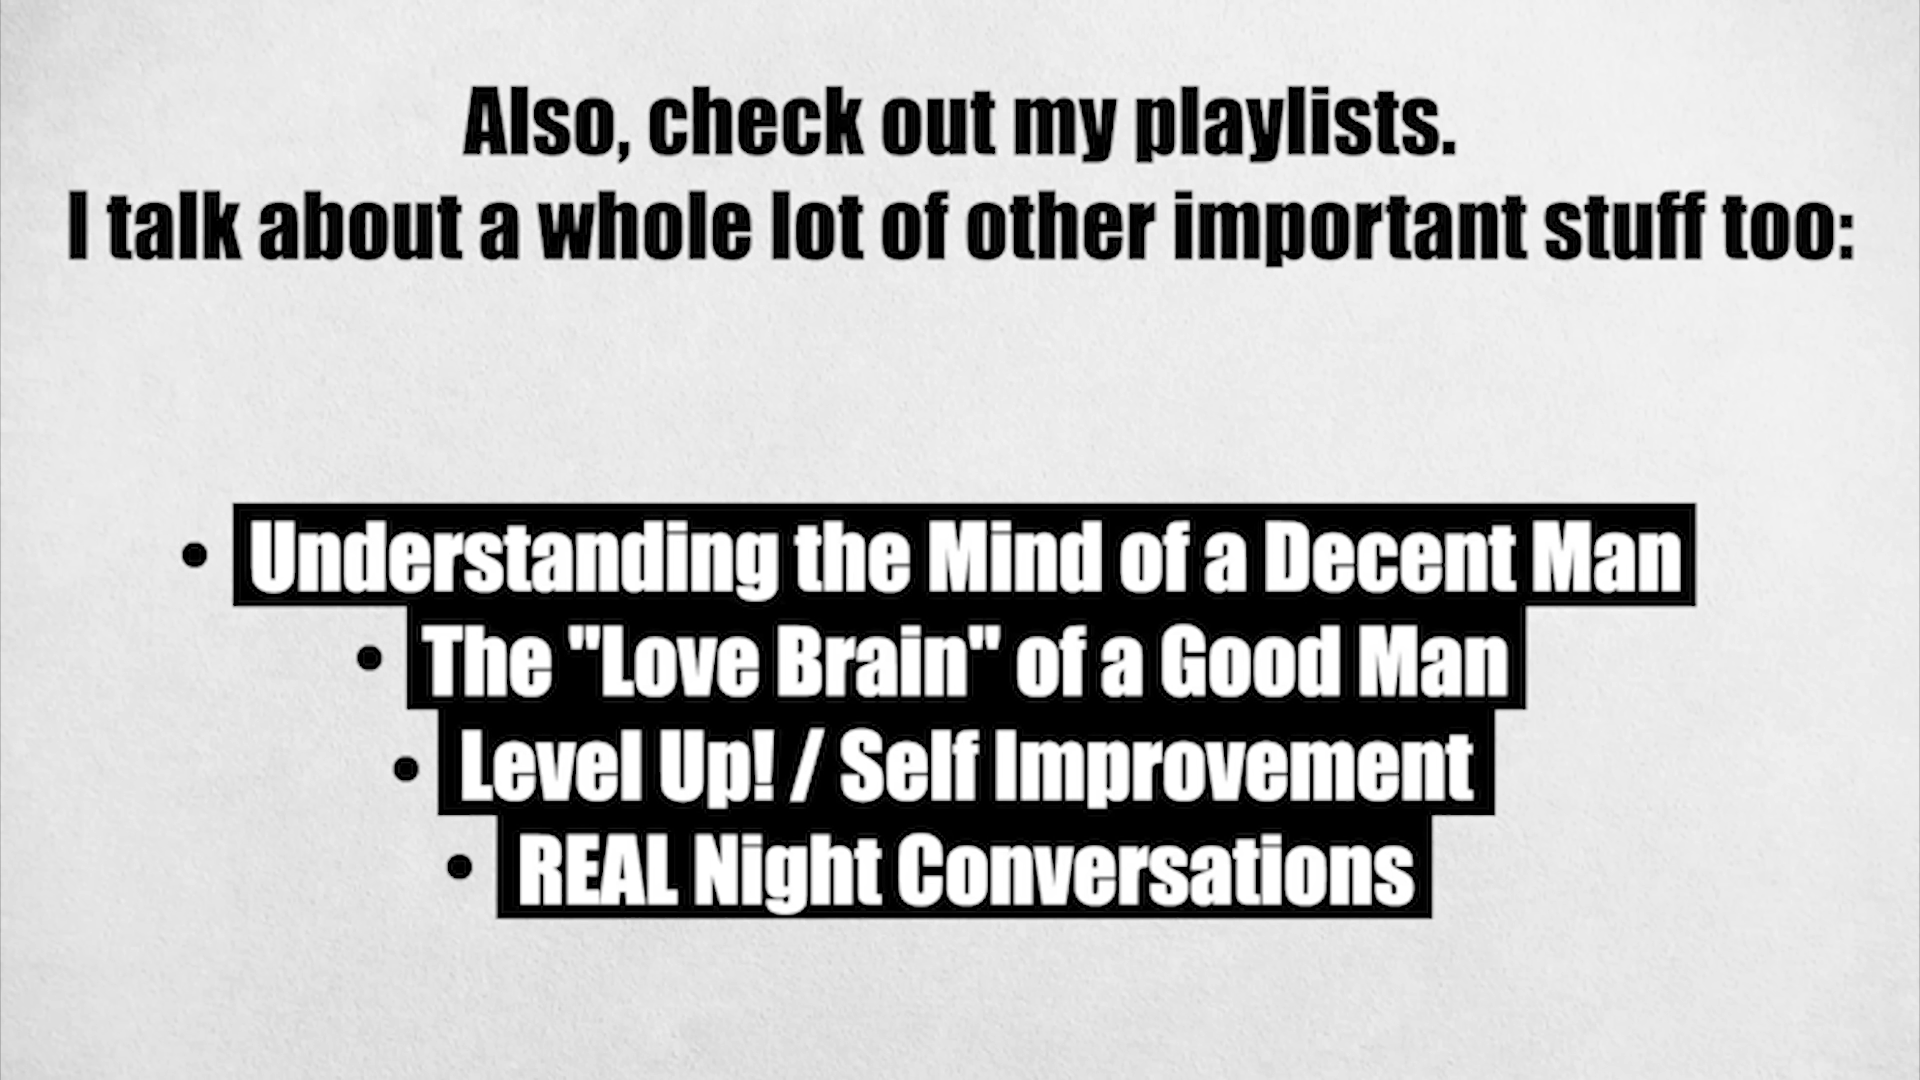 Also, check out my playlists.
I talk about a whole lot of other important stuff too:
• Understanding the Mind of a Decent Man
• The "Love Brain" of a Good Man
• Level Up! / Self Improvement
• REAL Night Conversations